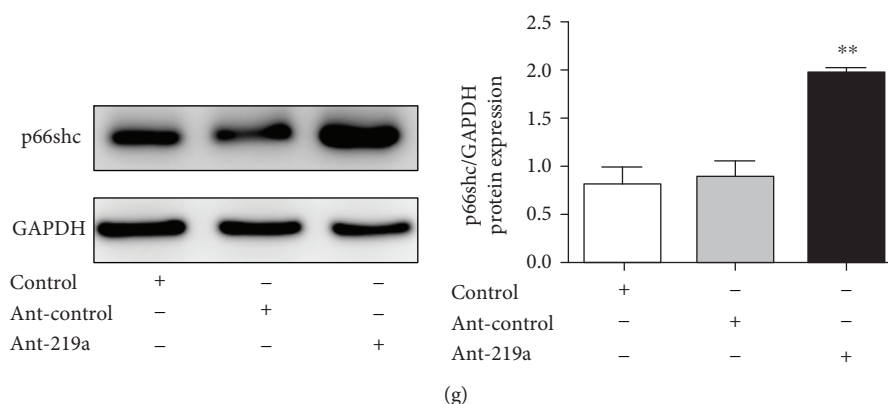 p66shc
GAPDH
Control + – –
Ant-control – + –
Ant-219a – – +
p66shc/GAPDH
protein expression
2.5
2.0
1.5
1.0
0.5
0.0
**
Control + – –
Ant-control – + –
Ant-219a – – +
(g)